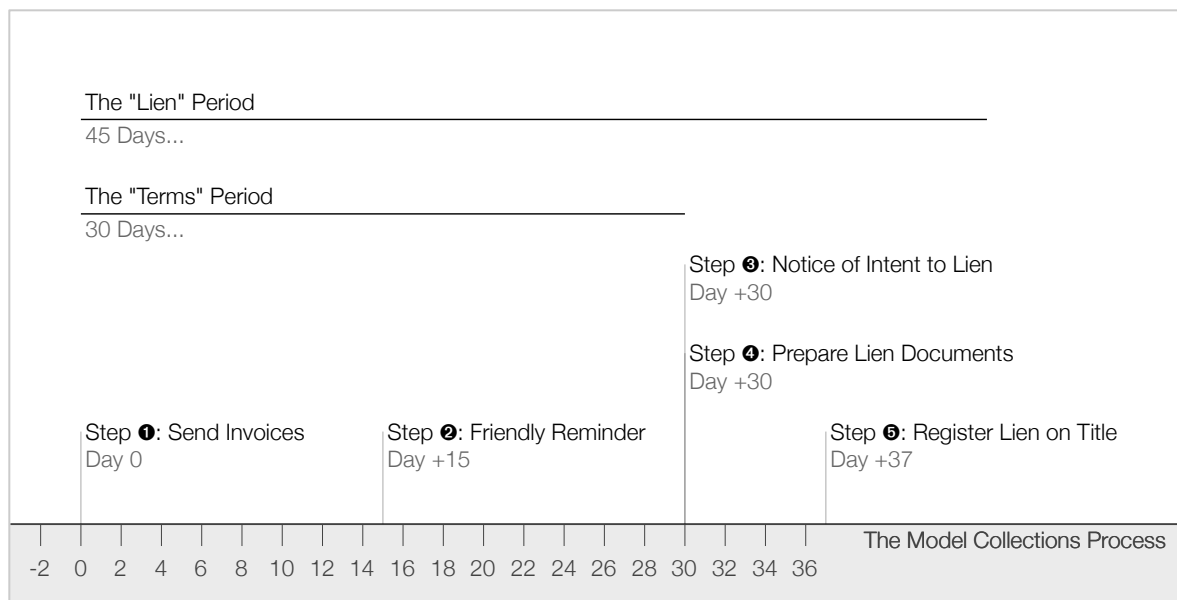 The "Lien" Period
45 Days...
The "Terms" Period
30 Days...
Step ❸: Notice of Intent to Lien
Day +30
Step ❹: Prepare Lien Documents
Day +30
Step ❶: Send Invoices
Day 0
Step ❷: Friendly Reminder
Day +15
Step ❺: Register Lien on Title
Day +37
The Model Collections Process
-2 0 2 4 6 8 10 12 14 16 18 20 22 24 26 28 30 32 34 36